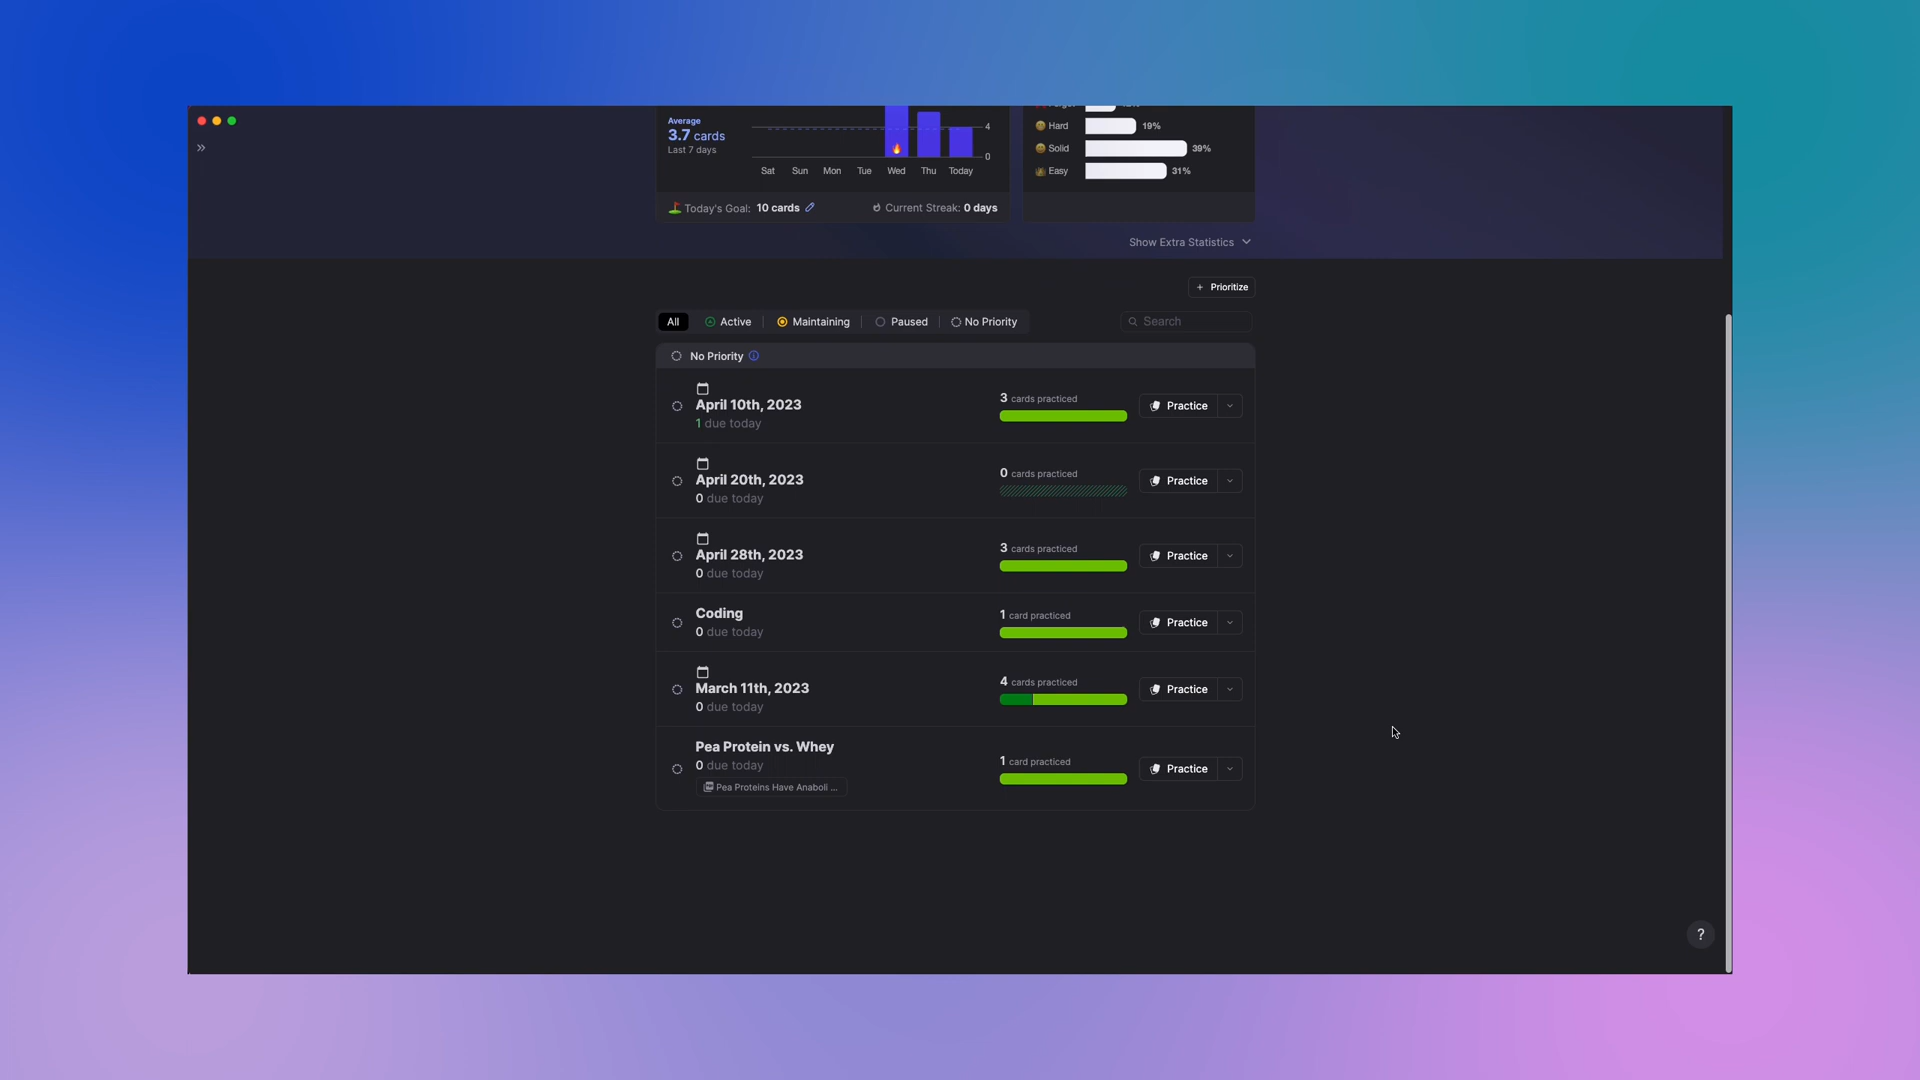 Average
3.7 cards
Last 7 days
4
0
Sat Sun Mon Tue Wed Thu Today
Hard 19%
Solid 39%
Easy 31%
Today's Goal: 10 cards
Current Streak: 0 days
Show Extra Statistics
+ Prioritize
All Active Maintaining Paused No Priority
Search
No Priority
April 10th, 2023
1 due today
3 cards practiced
Practice
April 20th, 2023
0 due today
0 cards practiced
Practice
April 28th, 2023
0 due today
3 cards practiced
Practice
Coding
0 due today
1 card practiced
Practice
March 11th, 2023
0 due today
4 cards practiced
Practice
Pea Protein vs. Whey
0 due today
Pea Proteins Have Anaboli ...
1 card practiced
Practice
?